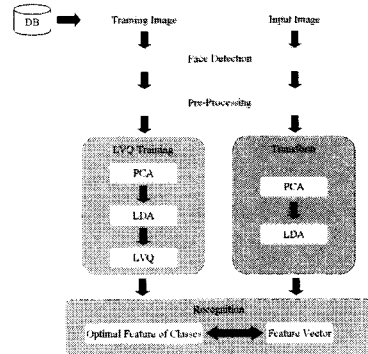 DB
Training Image
Input Image
Face Detection
Pre-Processing
LVQ Training
Transform
PCA
LDA
LVQ
PCA
LDA
Recognition
Optimal Feature of Classes
Feature Vector